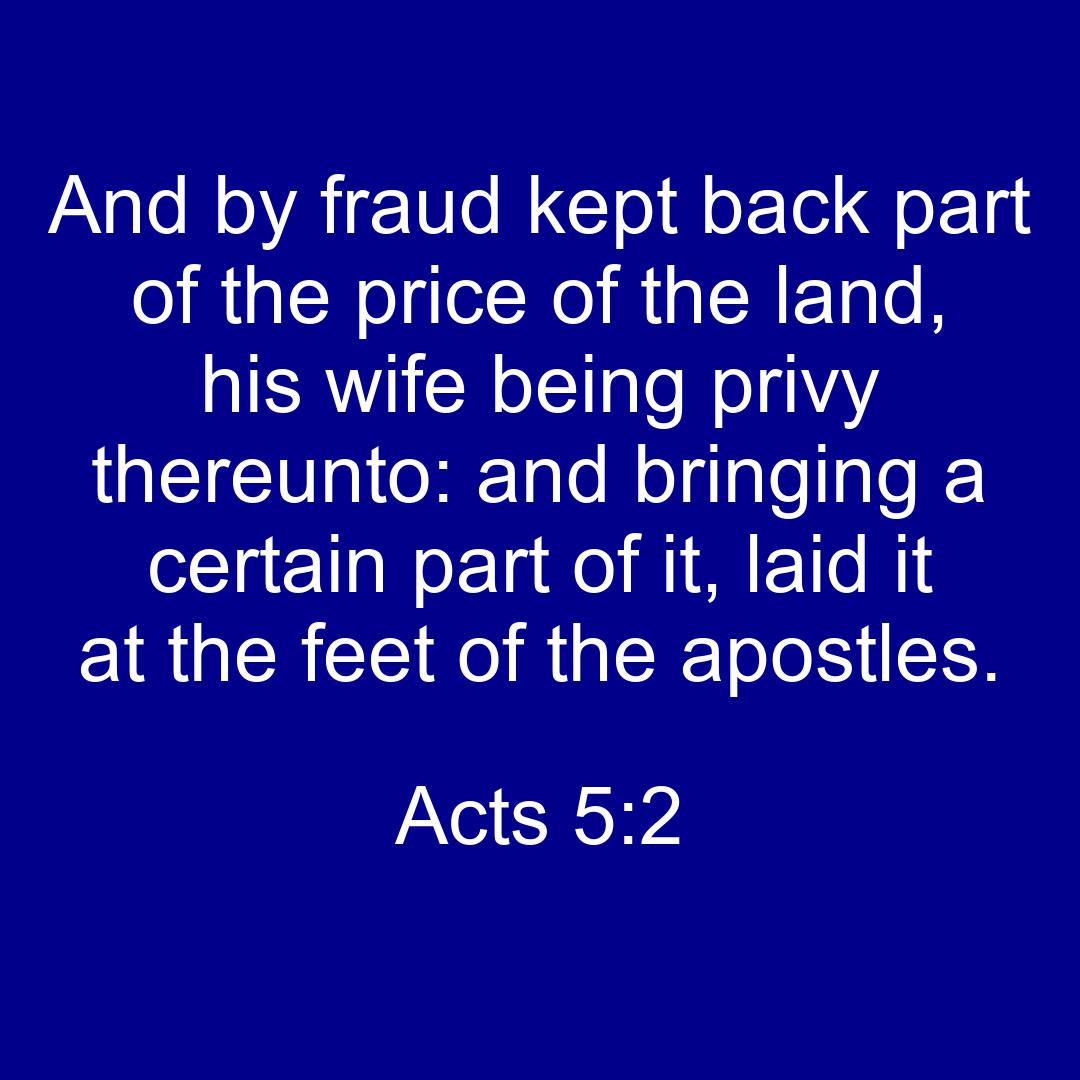 And by fraud kept back part
of the price of the land,
his wife being privy
thereunto: and bringing a
certain part of it, laid it
at the feet of the apostles.
Acts 5:2